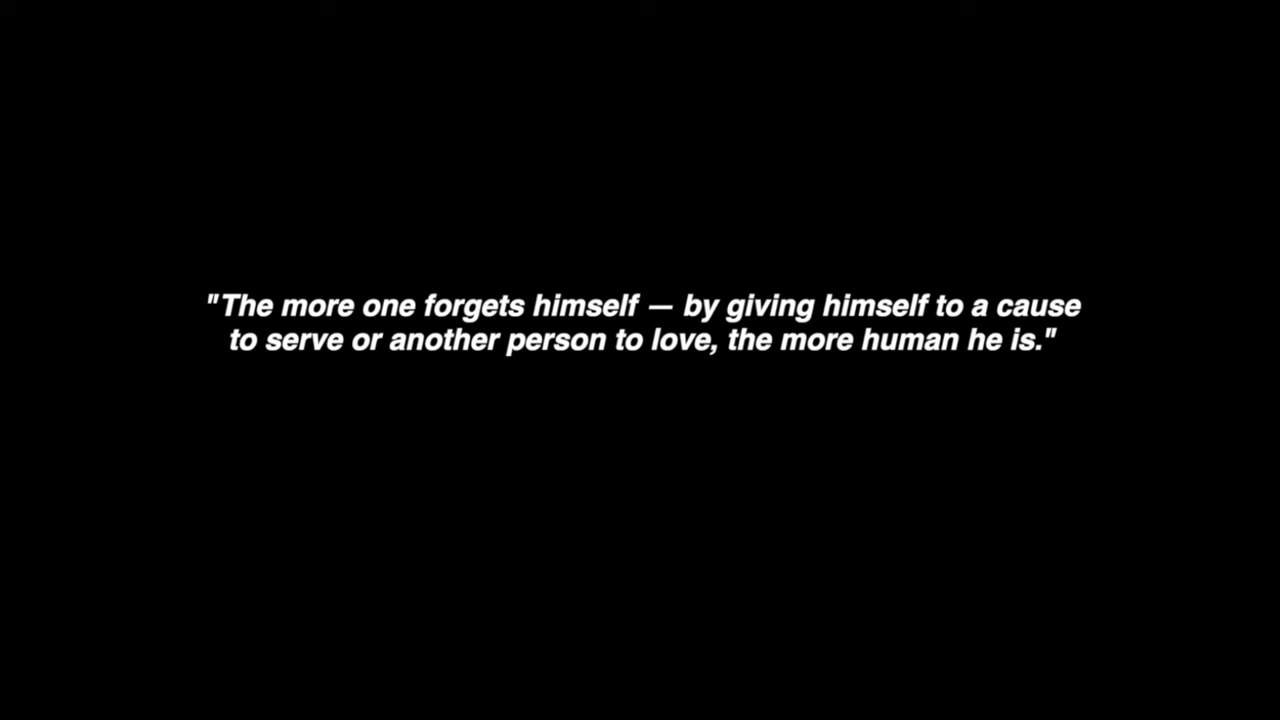 "The more one forgets himself — by giving himself to a cause
to serve or another person to love, the more human he is."